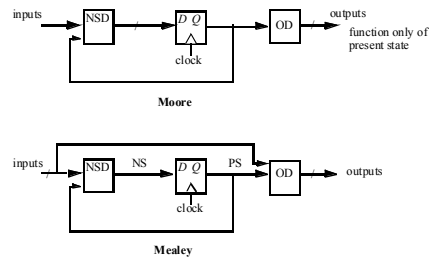 inputs
NSD
D Q
OD
outputs
function only of
present state
clock
Moore
inputs
NSD
NS
D Q
PS
OD
outputs
clock
Mealey